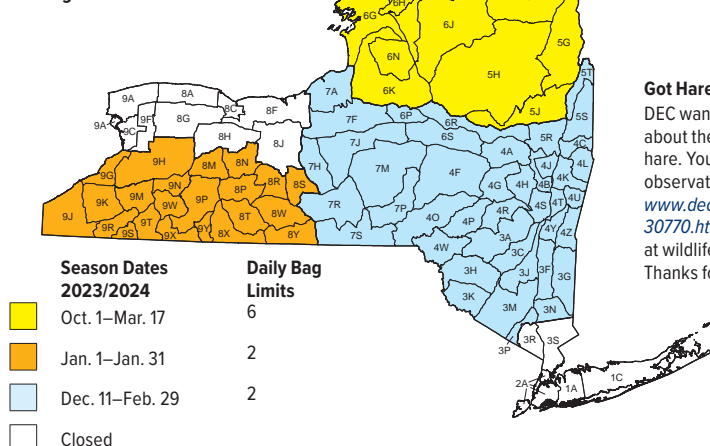 6H
6G
6J
5G
6N
5H
5T
6K
7A
8A
9A
8C
8F
5J
5S
9F
8G
7F
6P
6R
9A
9C
8H
8J
7J
6S
5R
4C
9H
8M
8N
7H
7M
4F
4A
4J
4L
9G
8R
8S
4G
4H
4B
4K
9N
8P
9K
9M
9W
9P
7R
7P
4R
4S
4T
4U
9J
9T
8T
8W
4O
4P
9R
9S
9X
9Y
8X
8Y
7S
4W
3A
4Y
4Z
3C
3H
3J
3F
3G
3K
3M
3N
3P
3R
3S
2A
1A
1C
Got Hare
DEC wan
about the
hare. You
observat
www.dec
30770.ht
at wildlife
Thanks fo
Season Dates
2023/2024
Daily Bag
Limits
Oct. 1–Mar. 17
6
Jan. 1–Jan. 31
2
Dec. 11–Feb. 29
2
Closed